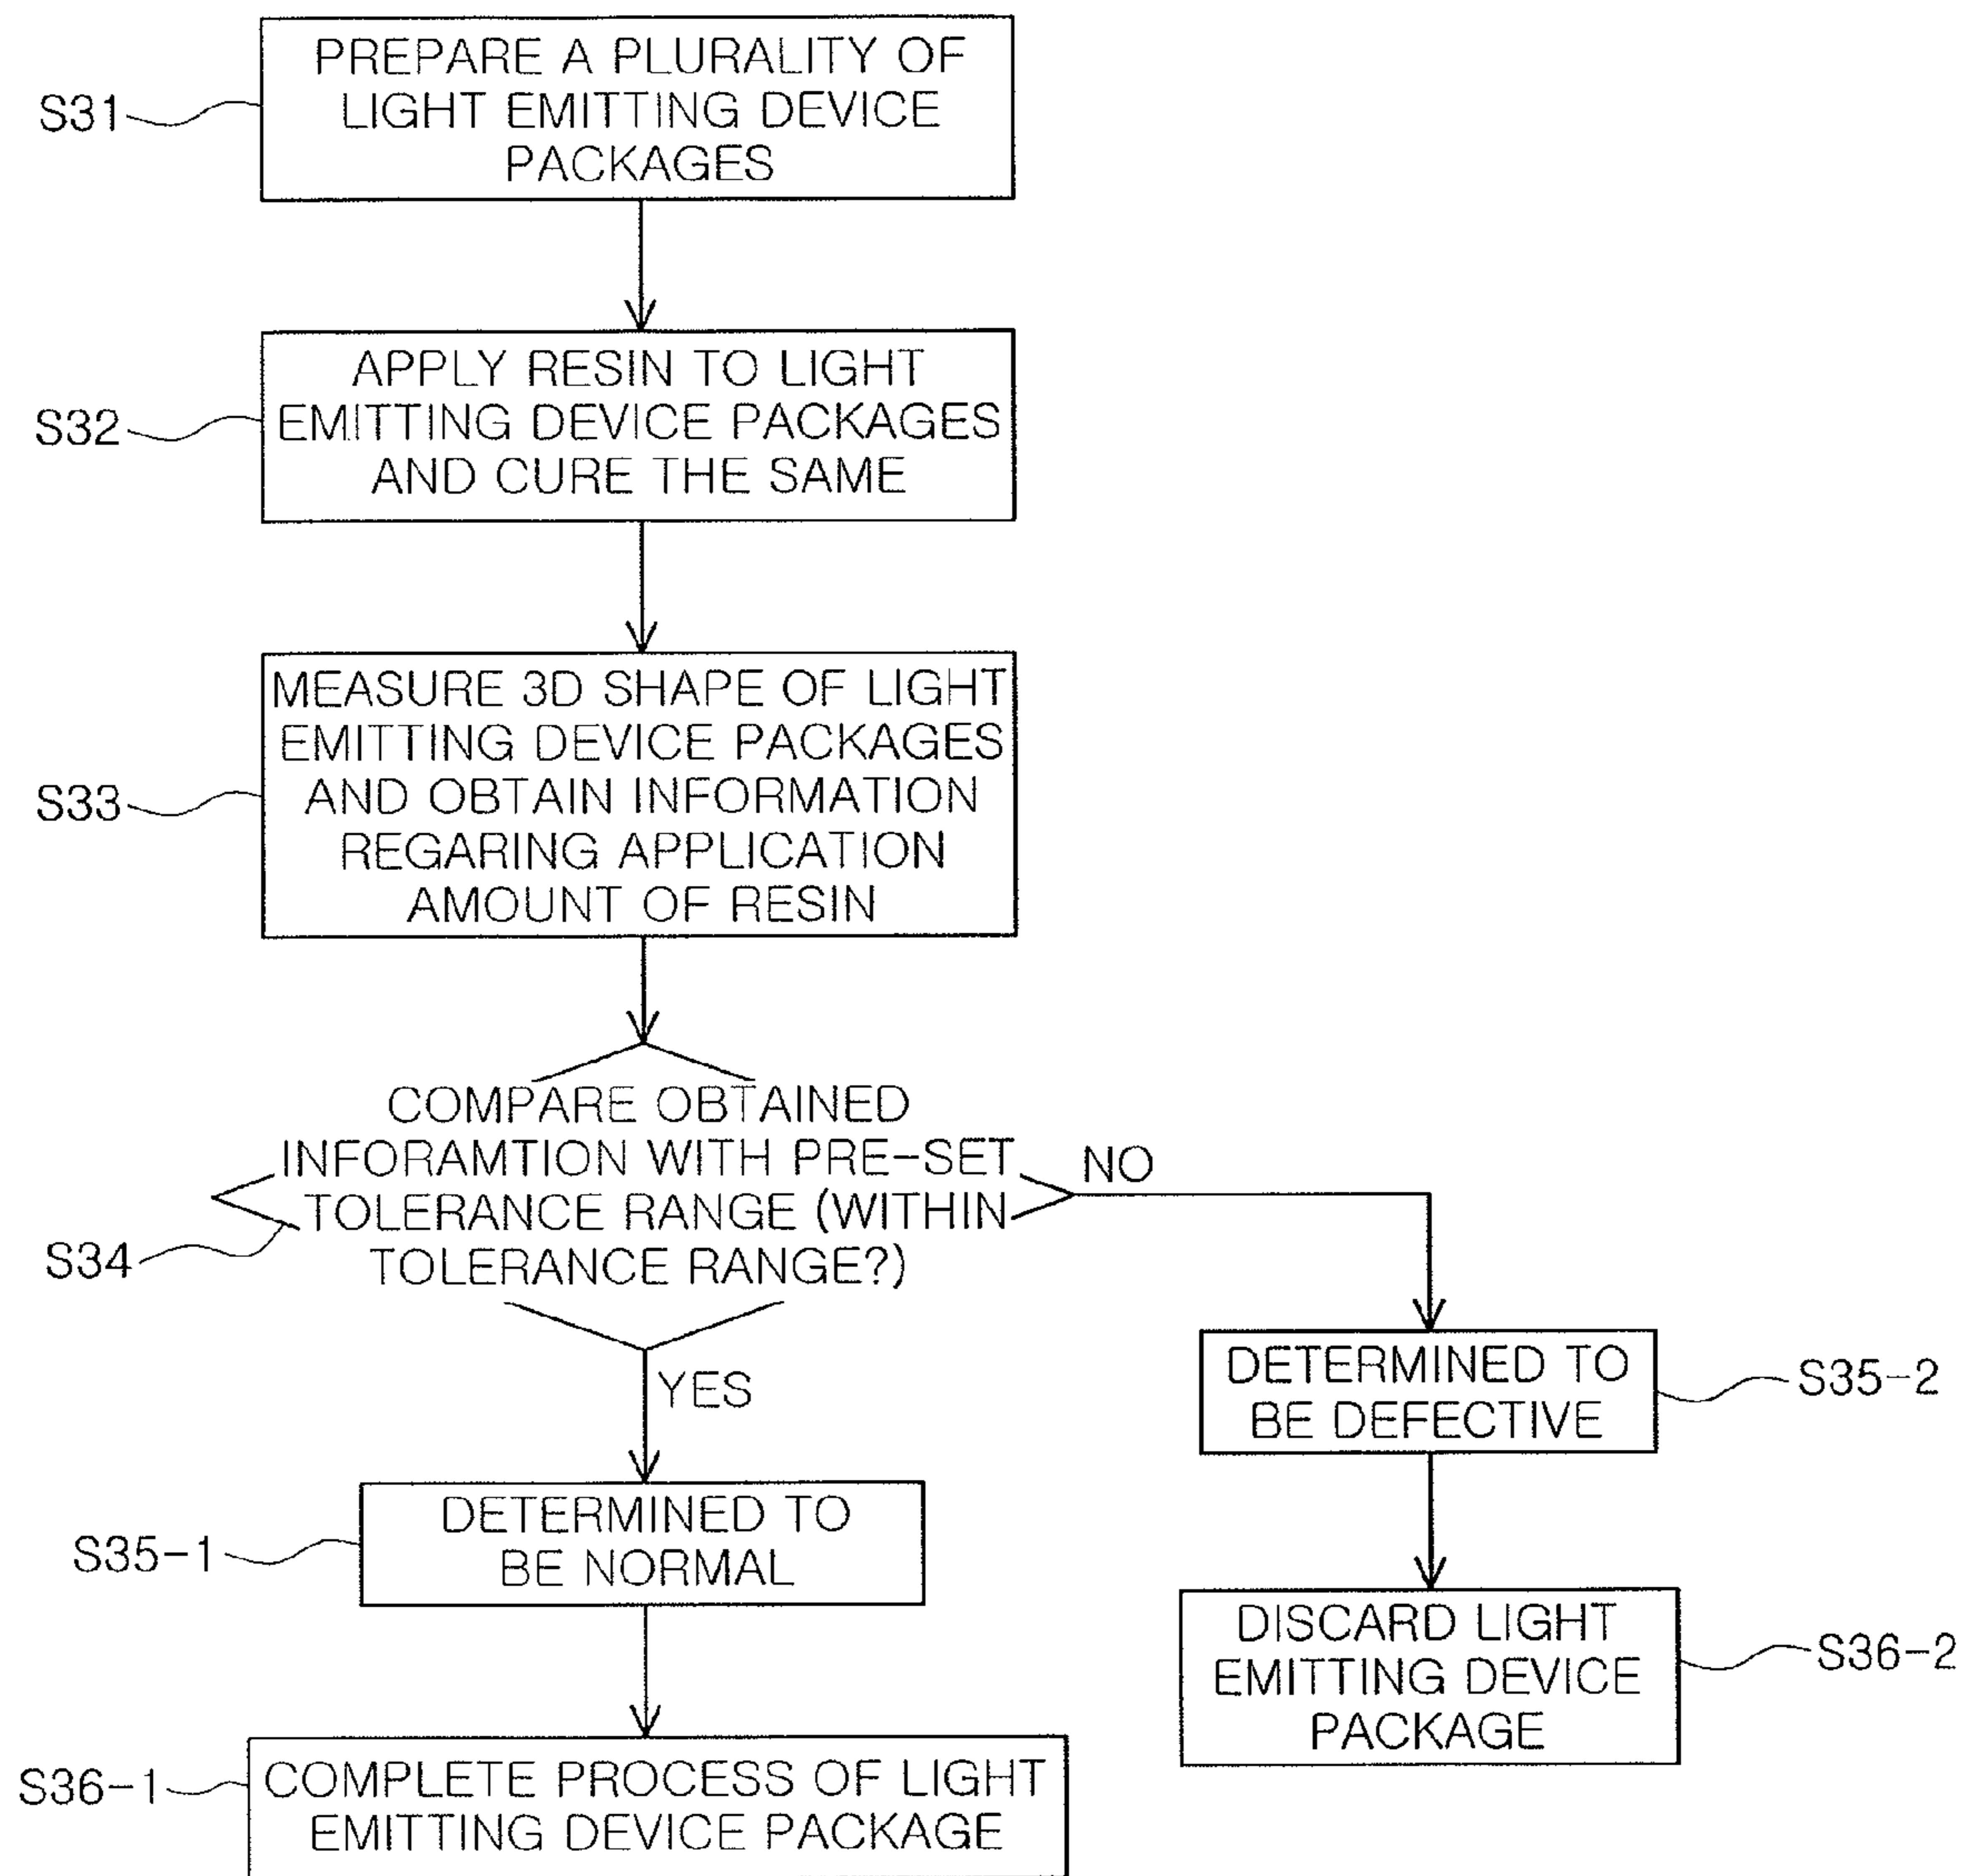 S31
PREPARE A PLURALITY OF
LIGHT EMITTING DEVICE
PACKAGES
S32
APPLY RESIN TO LIGHT
EMITTING DEVICE PACKAGES
AND CURE THE SAME
S33
MEASURE 3D SHAPE OF LIGHT
EMITTING DEVICE PACKAGES
AND OBTAIN INFORMATION
REGARING APPLICATION
AMOUNT OF RESIN
S34
COMPARE OBTAINED
INFORAMTION WITH PRE-SET
TOLERANCE RANGE (WITHIN
TOLERANCE RANGE?)
NO
YES
S35-1
DETERMINED TO
BE NORMAL
S36-1
COMPLETE PROCESS OF LIGHT
EMITTING DEVICE PACKAGE
DETERMINED TO
BE DEFECTIVE
S35-2
DISCARD LIGHT
EMITTING DEVICE
PACKAGE
S36-2